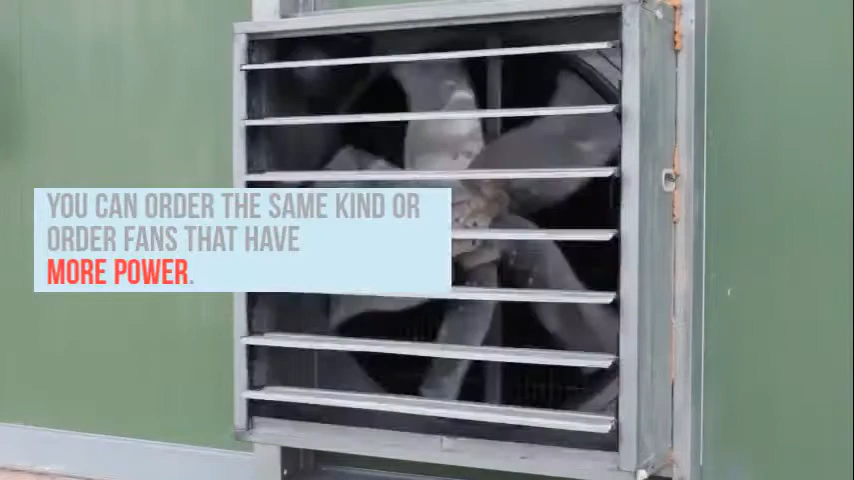 YOU CAN ORDER THE SAME KIND OR
ORDER FANS THAT HAVE
MORE POWER.